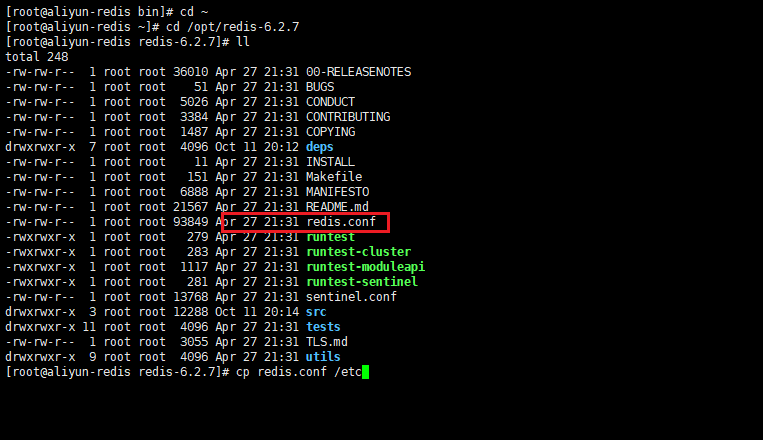 [root@aliyun-redis bin]# cd ~
[root@aliyun-redis ~]# cd /opt/redis-6.2.7
[root@aliyun-redis redis-6.2.7]# ll
total 248
-rw-rw-r--  1 root root 36010 Apr 27 21:31 00-RELEASENOTES
-rw-rw-r--  1 root root    51 Apr 27 21:31 BUGS
-rw-rw-r--  1 root root  5026 Apr 27 21:31 CONDUCT
-rw-rw-r--  1 root root  3384 Apr 27 21:31 CONTRIBUTING
-rw-rw-r--  1 root root  1487 Apr 27 21:31 COPYING
drwxrwxr-x  7 root root  4096 Oct 11 20:12 deps
-rw-rw-r--  1 root root    11 Apr 27 21:31 INSTALL
-rw-rw-r--  1 root root   151 Apr 27 21:31 Makefile
-rw-rw-r--  1 root root  6888 Apr 27 21:31 MANIFESTO
-rw-rw-r--  1 root root 21567 Apr 27 21:31 README.md
-rw-rw-r--  1 root root 93849 Apr 27 21:31 redis.conf
-rwxrwxr-x  1 root root   279 Apr 27 21:31 runtest
-rwxrwxr-x  1 root root   283 Apr 27 21:31 runtest-cluster
-rwxrwxr-x  1 root root  1117 Apr 27 21:31 runtest-moduleapi
-rwxrwxr-x  1 root root   281 Apr 27 21:31 runtest-sentinel
-rw-rw-r--  1 root root 13768 Apr 27 21:31 sentinel.conf
drwxrwxr-x  3 root root 12288 Oct 11 20:14 src
drwxrwxr-x 11 root root  4096 Apr 27 21:31 tests
-rw-rw-r--  1 root root  3055 Apr 27 21:31 TLS.md
drwxrwxr-x  9 root root  4096 Apr 27 21:31 utils
[root@aliyun-redis redis-6.2.7]# cp redis.conf /etc